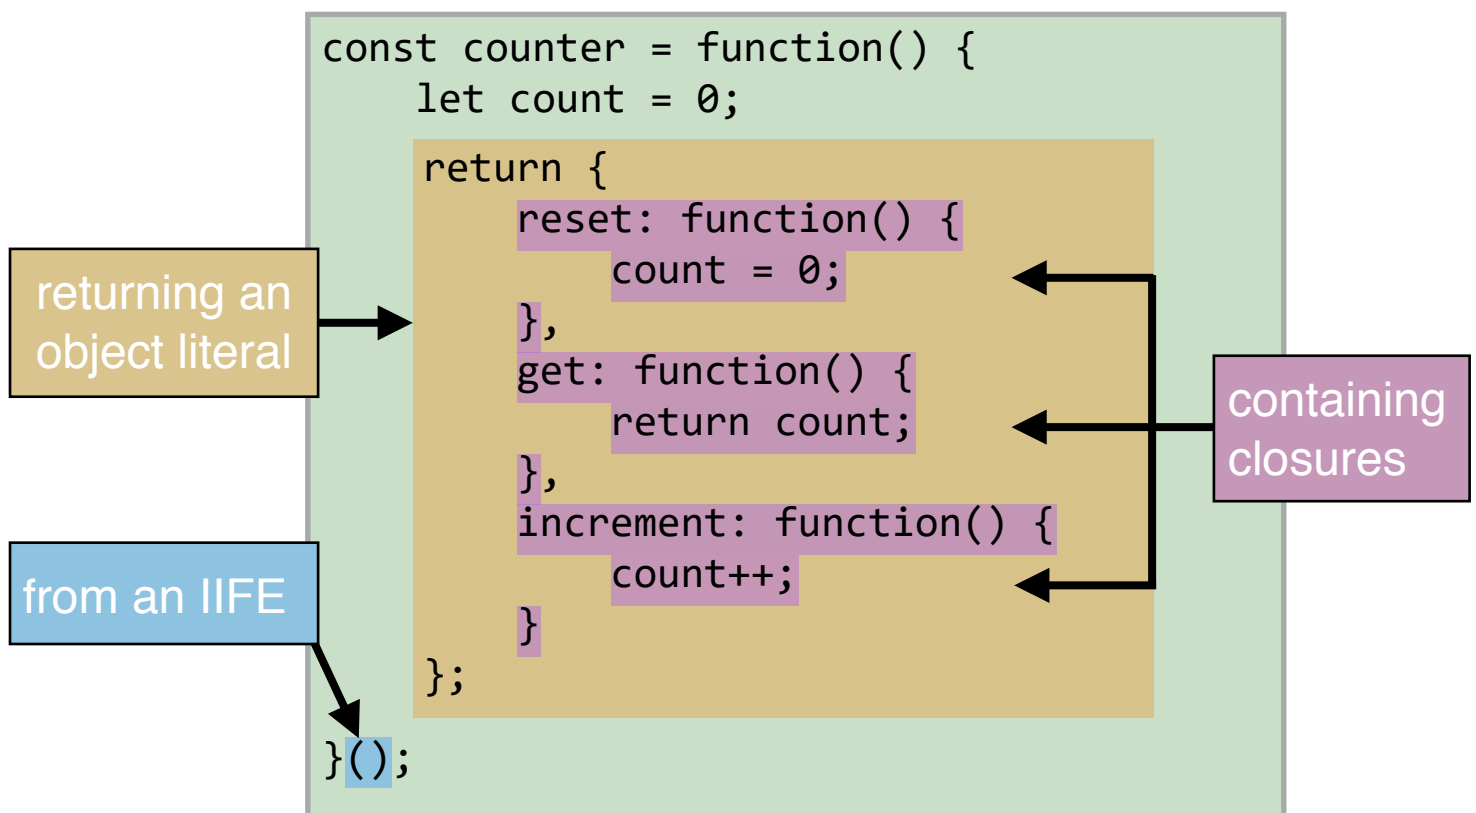 const counter = function() {
let count = 0;
return {
reset: function() {
count = 0;
},
get: function() {
return count;
},
increment: function() {
count++;
}
};
}();
returning an
object literal
from an IIFE
containing
closures